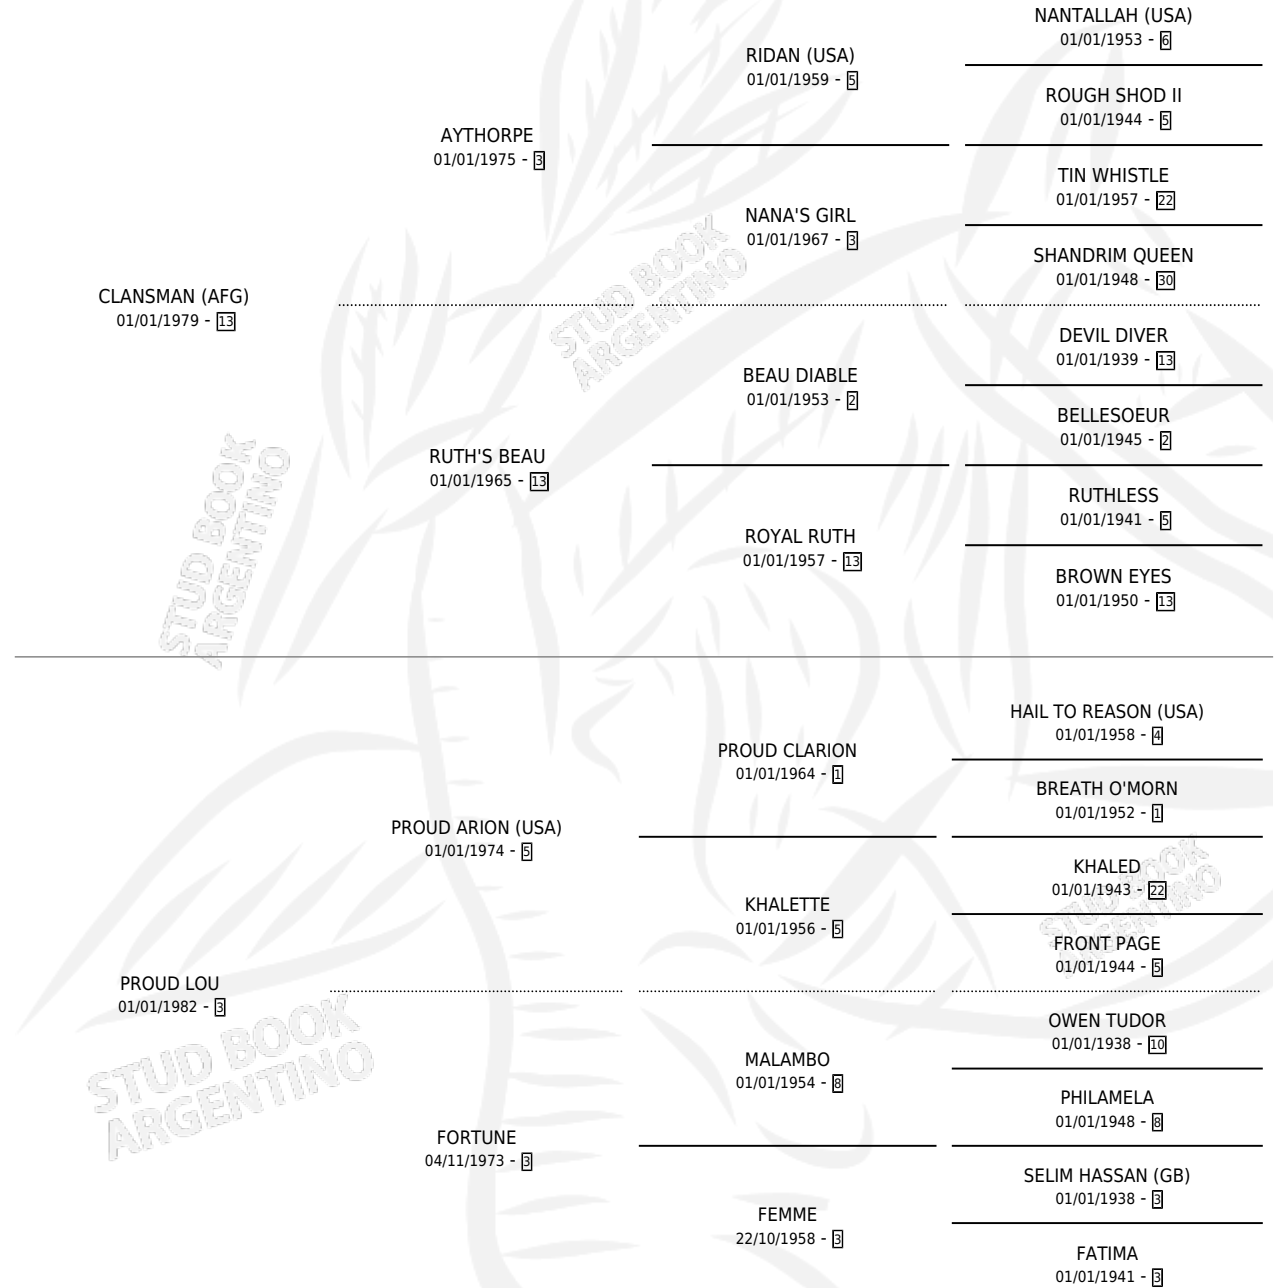 NANTALLAH (USA)
01/01/1953 - 6
RIDAN (USA)
01/01/1959 - 5
ROUGH SHOD II
01/01/1944 - 5
AYTHORPE
01/01/1975 - 3
TIN WHISTLE
01/01/1957 - 22
NANA'S GIRL
01/01/1967 - 3
SHANDRIM QUEEN
01/01/1948 - 30
CLANSMAN (AFG)
01/01/1979 - 13
DEVIL DIVER
01/01/1939 - 13
BEAU DIABLE
01/01/1953 - 2
BELLESOEUR
01/01/1945 - 2
RUTH'S BEAU
01/01/1965 - 13
RUTHLESS
01/01/1941 - 5
ROYAL RUTH
01/01/1957 - 13
BROWN EYES
01/01/1950 - 13
STUD BOOK
ARGENTINO
STUD BOOK
ARGENTINO
HAIL TO REASON (USA)
01/01/1958 - 4
PROUD CLARION
01/01/1964 - 1
BREATH O'MORN
01/01/1952 - 1
PROUD ARION (USA)
01/01/1974 - 5
KHALED
01/01/1943 - 22
KHALETTE
01/01/1956 - 5
FRONT PAGE
01/01/1944 - 5
PROUD LOU
01/01/1982 - 3
OWEN TUDOR
01/01/1938 - 10
MALAMBO
01/01/1954 - 8
PHILAMELA
01/01/1948 - 8
FORTUNE
04/11/1973 - 3
SELIM HASSAN (GB)
01/01/1938 - 3
FEMME
22/10/1958 - 3
FATIMA
01/01/1941 - 3
STUD BOOK
ARGENTINO
STUD BOOK
ARGENTINO